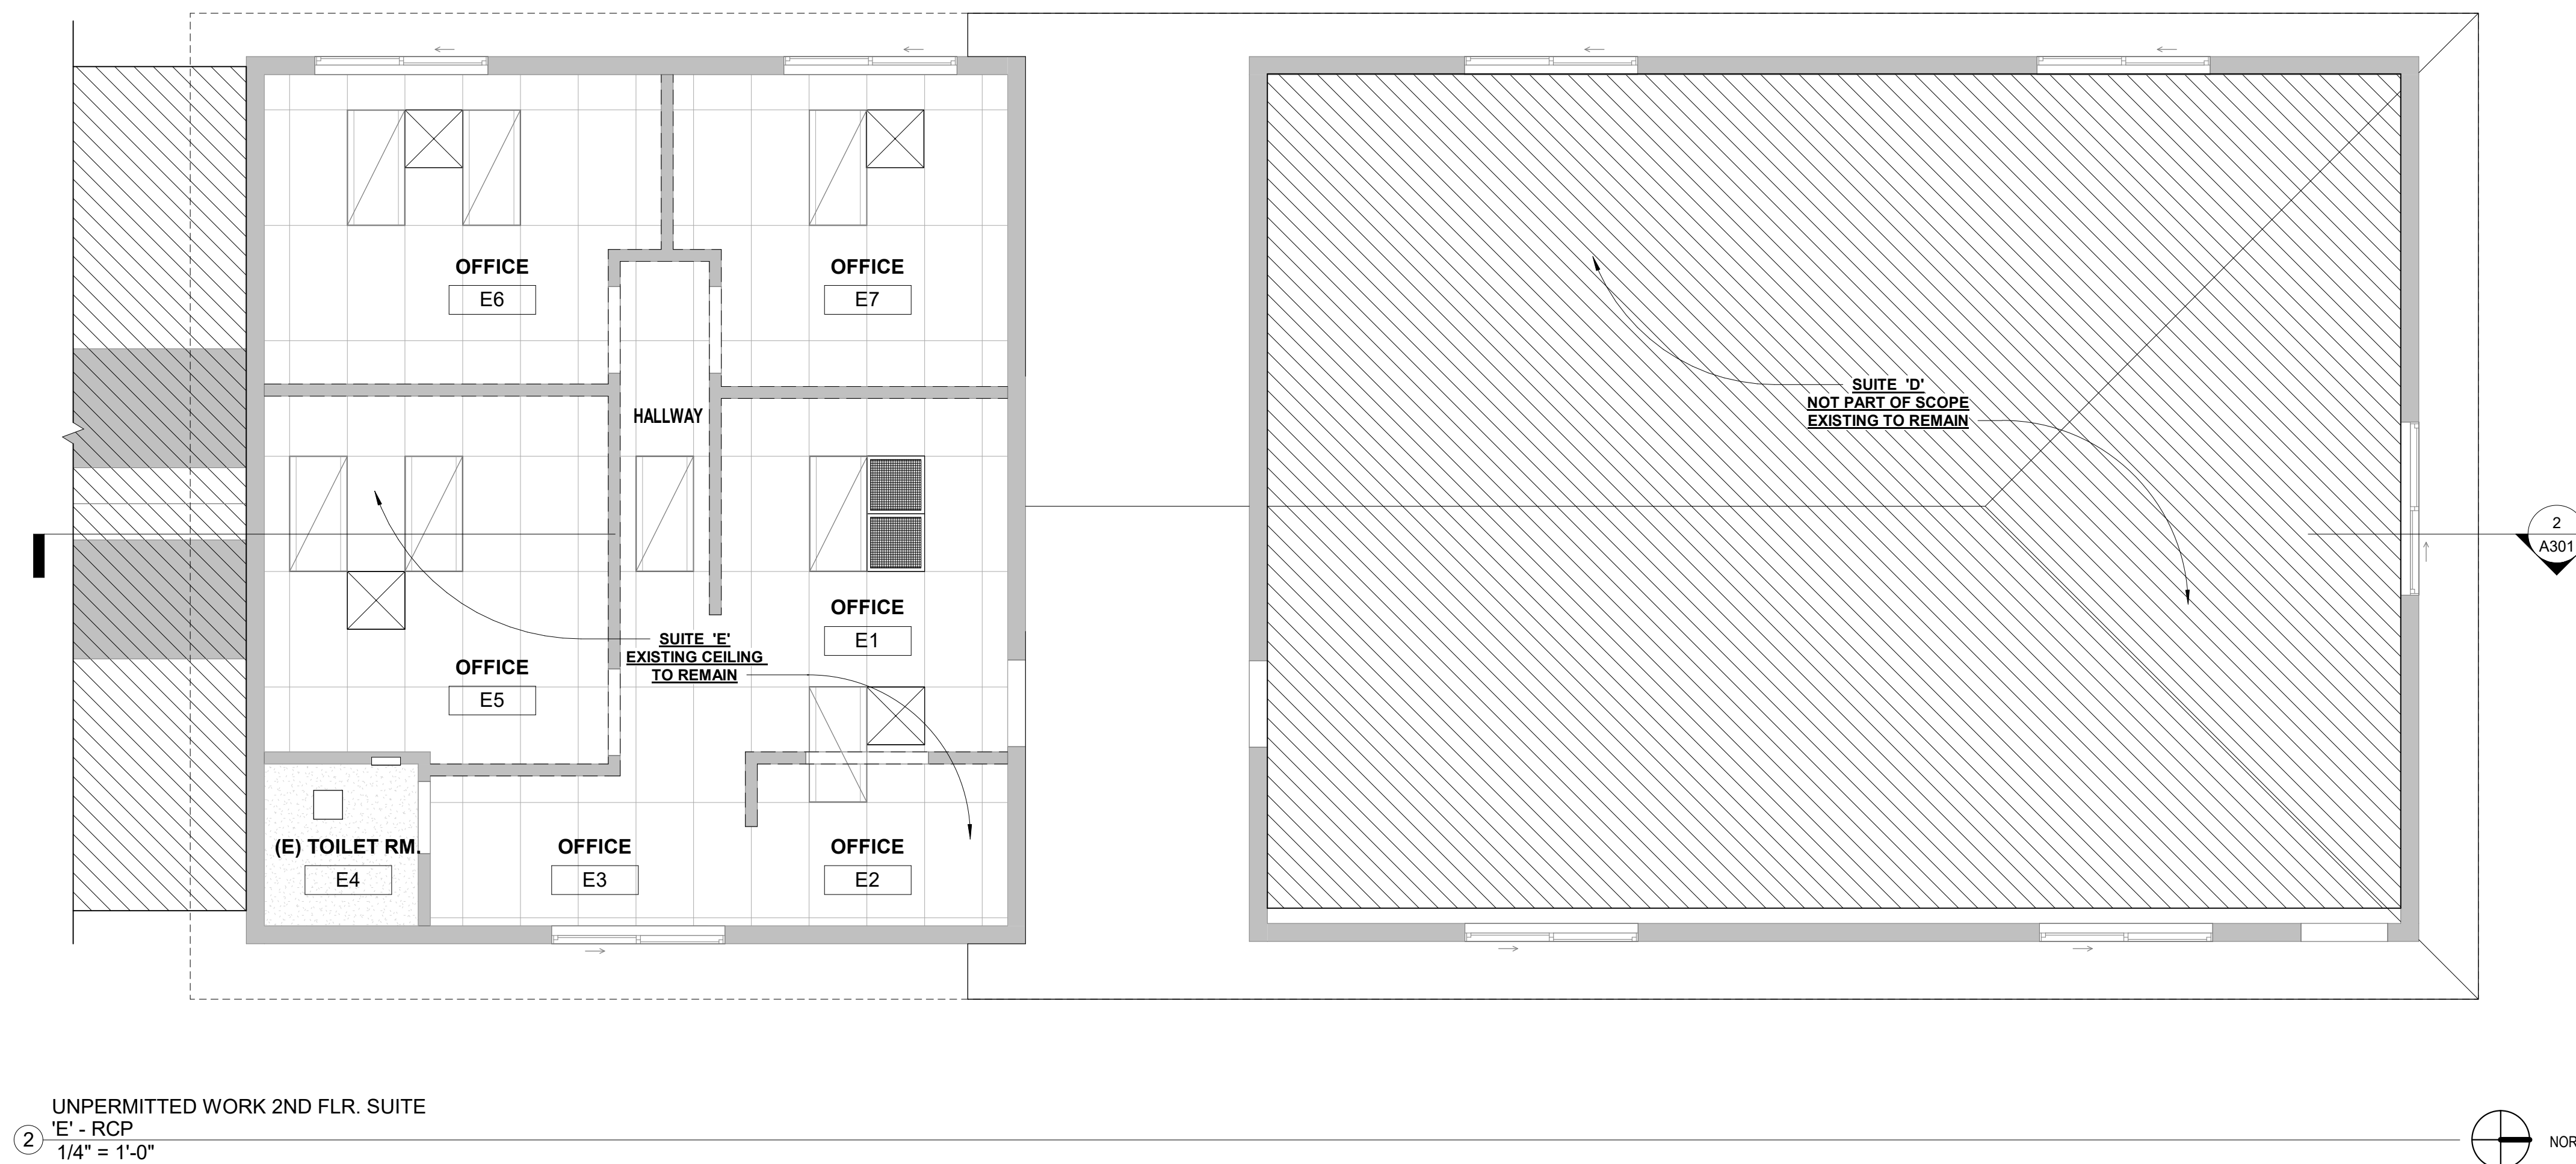 OFFICE
E6
OFFICE
E7
HALLWAY
SUITE 'D'
NOT PART OF SCOPE
EXISTING TO REMAIN
2
A301
OFFICE
E1
SUITE 'E'
EXISTING CEILING
TO REMAIN
OFFICE
E5
(E) TOILET RM.
E4
OFFICE
E3
OFFICE
E2
UNPERMITTED WORK 2ND FLR. SUITE
'E' - RCP
2
1/4" = 1'-0"
NOR